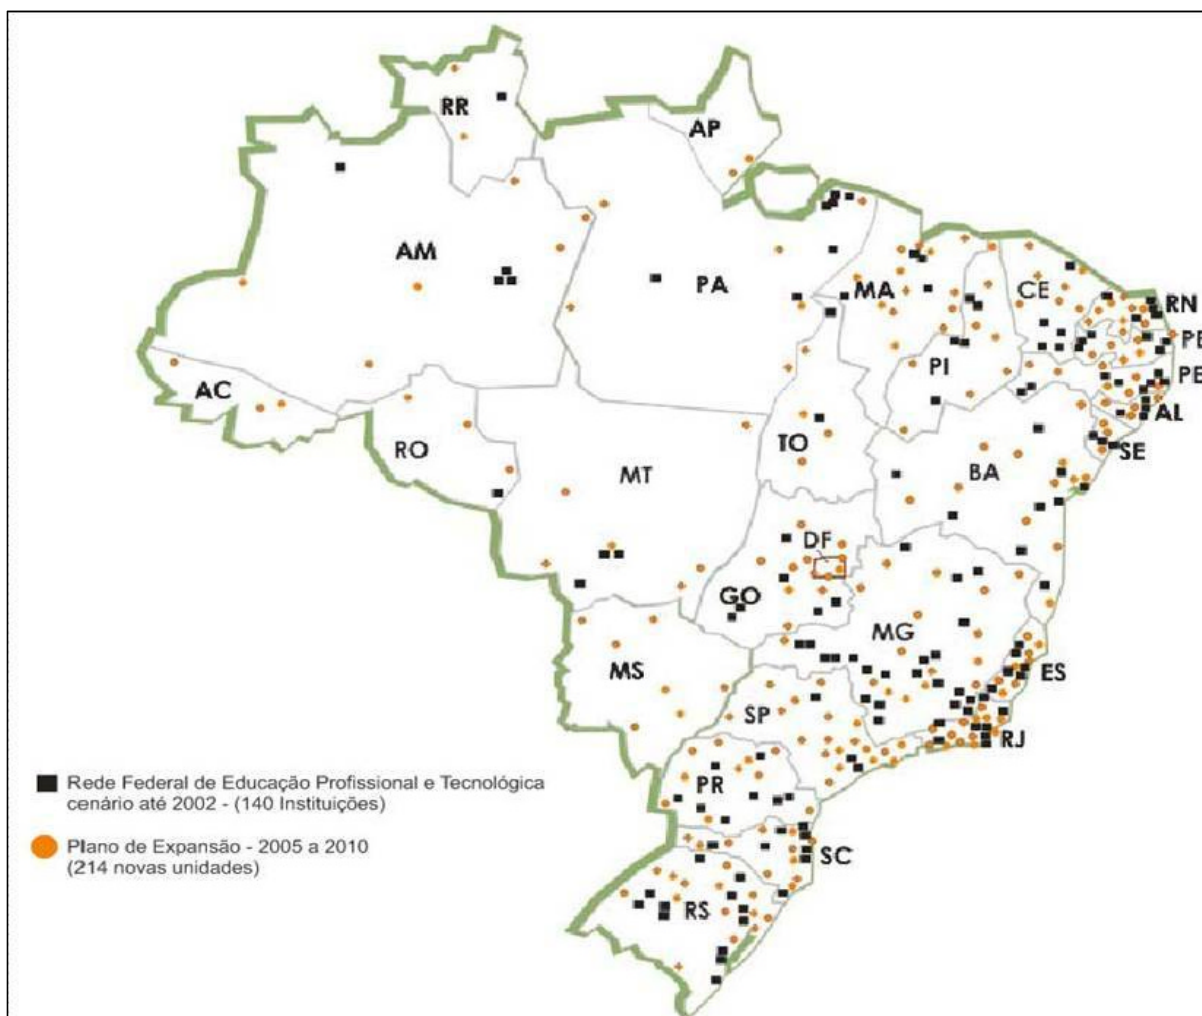 RR
AP
AM
PA
MA
CE
RN
PB
PI
PE
AC
AL
TO
RO
SE
MT
BA
DF
GO
MG
MS
ES
SP
RJ
Rede Federal de Educação Profissional e Tecnológica
cenário até 2002 - (140 Instituições)
PR
Plano de Expansão - 2005 a 2010
(214 novas unidades)
SC
RS